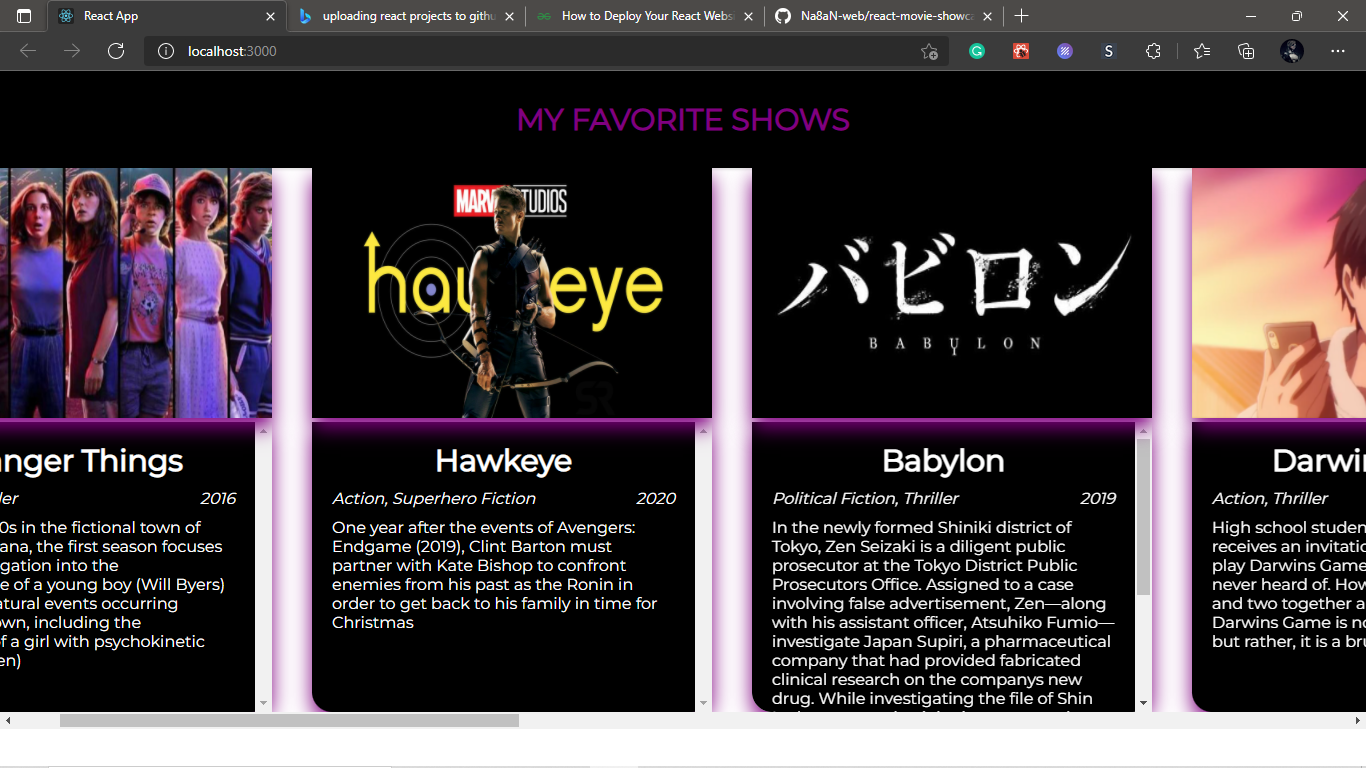 React App
uploading react projects to githu
How to Deploy Your React Webs
Na8aN-web/react-movie-showca
localhost:3000
MY FAVORITE SHOWS
MARVEL STUDIOS
hawkeye
SR
バビロン
BABYLON
anger Things
ller
2016
0s in the fictional town of
ana, the first season focuses
gation into the
e of a young boy (Will Byers)
atural events occurring
own, including the
of a girl with psychokinetic
en)
Hawkeye
Action, Superhero Fiction
2020
One year after the events of Avengers:
Endgame (2019), Clint Barton must
partner with Kate Bishop to confront
enemies from his past as the Ronin in
order to get back to his family in time for
Christmas
Babylon
Political Fiction, Thriller
2019
In the newly formed Shiniki district of
Tokyo, Zen Seizaki is a diligent public
prosecutor at the Tokyo District Public
Prosecutors Office. Assigned to a case
involving false advertisement, Zen—along
with his assistant officer, Atsuhiko Fumio—
investigate Japan Supiri, a pharmaceutical
company that had provided fabricated
clinical research on the companys new
drug. While investigating the file of Shin
Darwi
Action, Thriller
High school studen
receives an invitati
play Darwins Game
never heard of. How
and two together a
Darwins Game is no
but rather, it is a bru